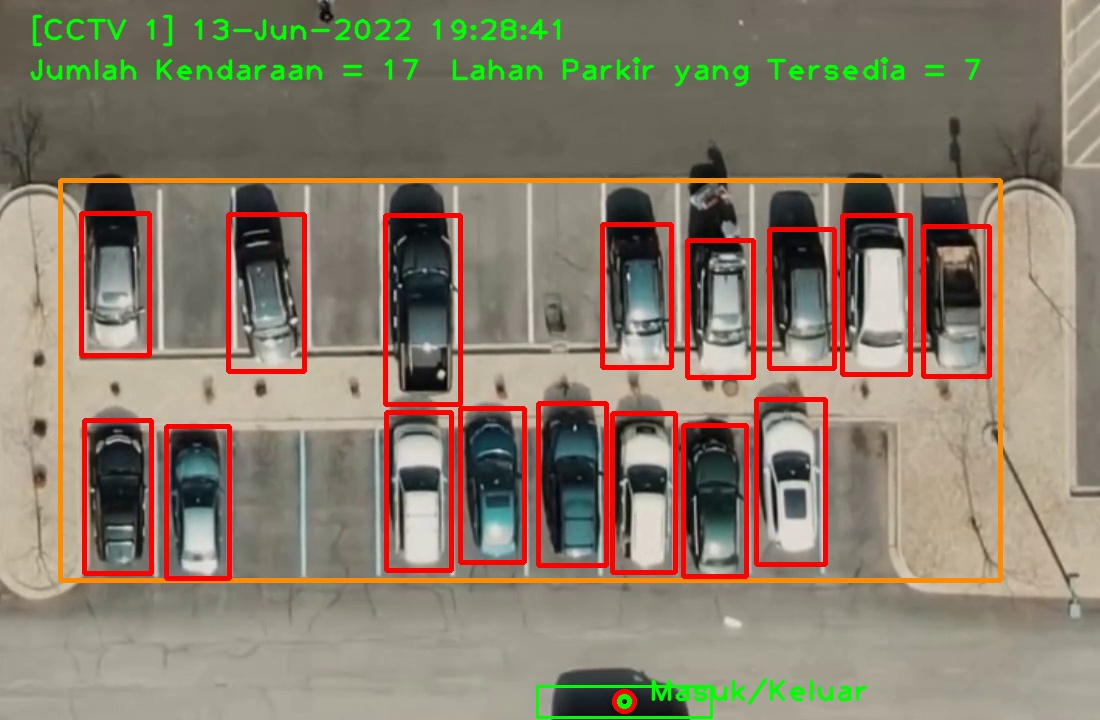 [CCTV 1] 13-Jun-2022 19:28:41
Jumlah Kendaraan = 17  Lahan Parkir yang Tersedia = 7
Masuk/Keluar